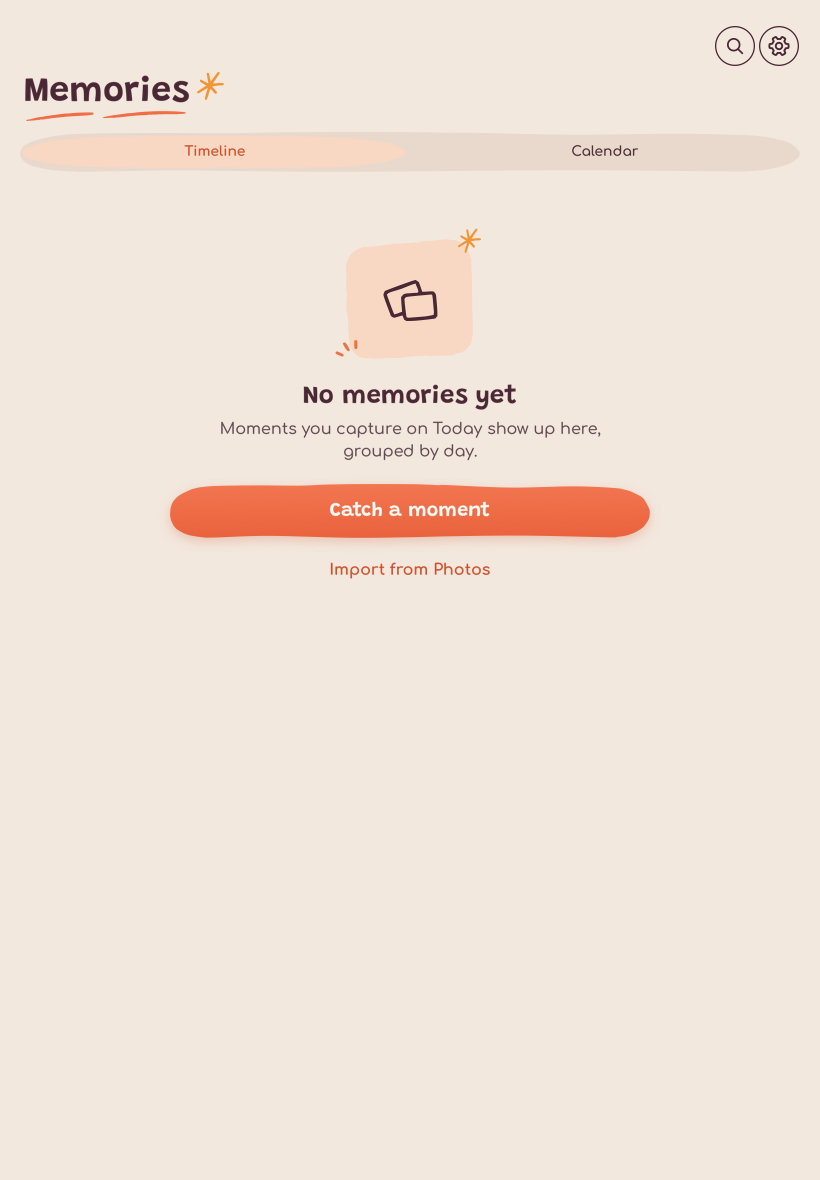 Memories
Timeline
Calendar
No memories yet
Moments you capture on Today show up here,
grouped by day.
Catch a moment
Import from Photos